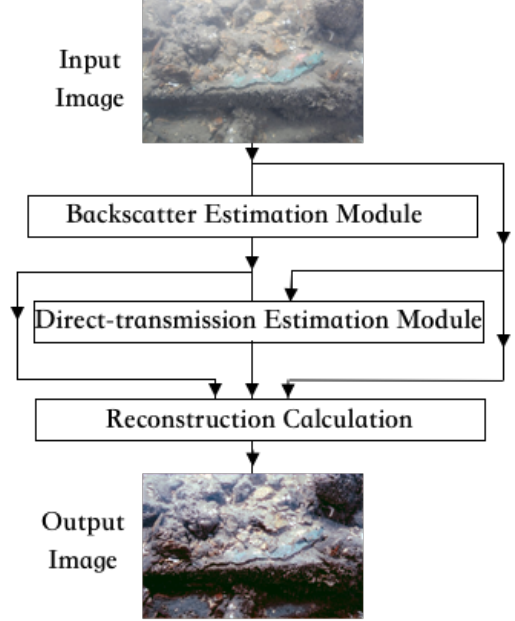 Input
Image
Backscatter Estimation Module
Direct-transmission Estimation Module
Reconstruction Calculation
Output
Image